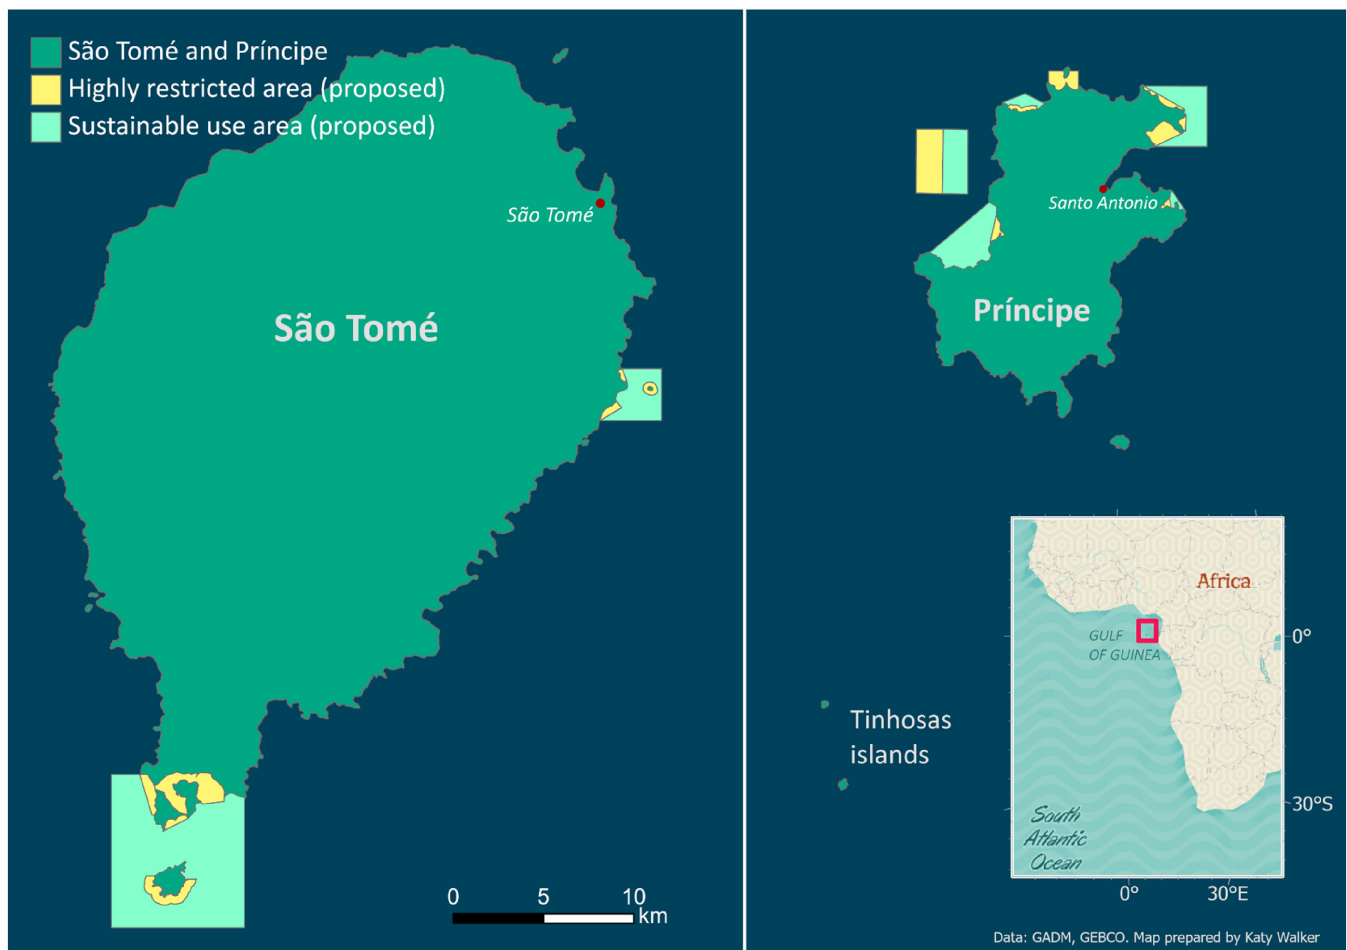 São Tomé and Príncipe
Highly restricted area (proposed)
Sustainable use area (proposed)
São Tomé
São Tomé
0 5 10
km
Santo Antonio
Príncipe
Tinhosas
islands
Africa
GULF
OF GUINEA
0°
30°S
South
Atlantic
Ocean
0° 30°E
Data: GADM, GEBCO. Map prepared by Katy Walker